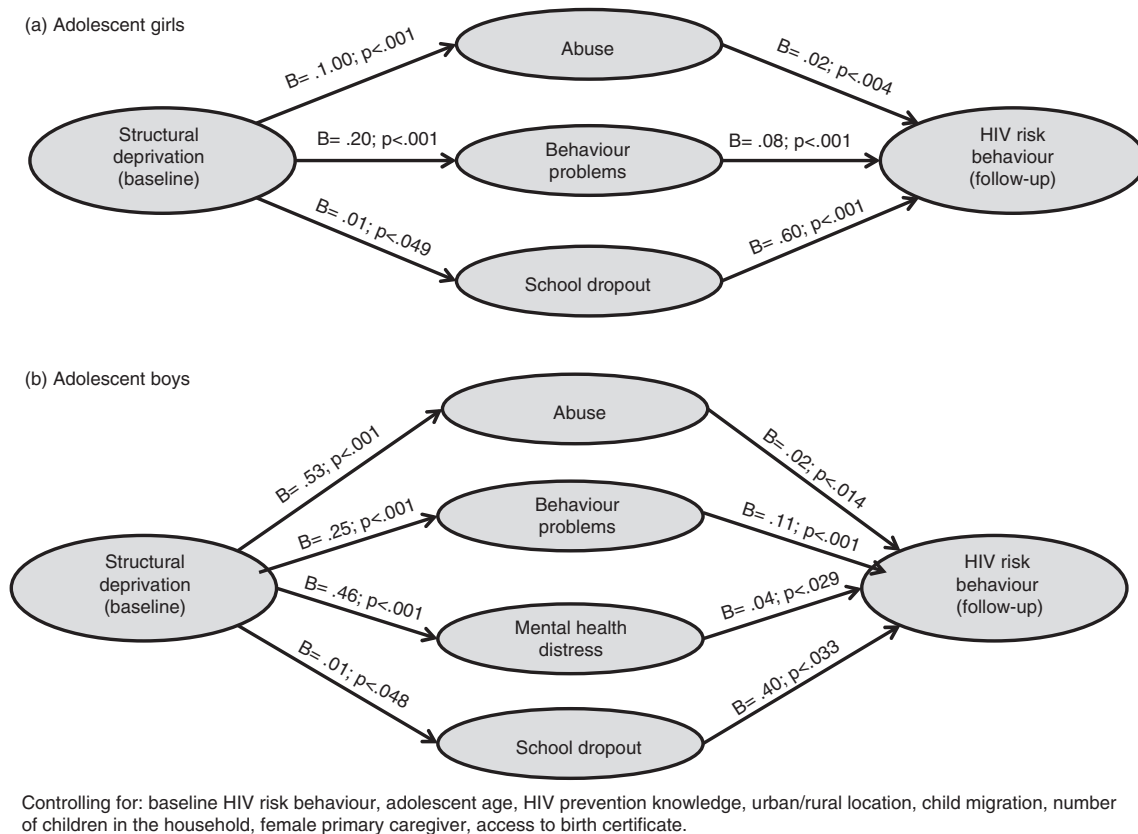 (a) Adolescent girls
Abuse
B= .1.00; p<.001
B= .02; p<.004
Structural
deprivation
(baseline)
B= .20; p<.001
Behaviour
problems
B= .08; p<.001
HIV risk
behaviour
(follow-up)
B= .01; p<.049
School dropout
B= .60; p<.001
(b) Adolescent boys
Abuse
B= .53; p<.001
B= .02; p<.014
Behaviour
problems
B= .25; p<.001
B= .11; p<.001
Structural
deprivation
(baseline)
HIV risk
behaviour
(follow-up)
B= .46; p<.001
Mental health
distress
B= .04; p<.029
B= .01; p<.048
School dropout
B= .40; p<.033
Controlling for: baseline HIV risk behaviour, adolescent age, HIV prevention knowledge, urban/rural location, child migration, number
of children in the household, female primary caregiver, access to birth certificate.